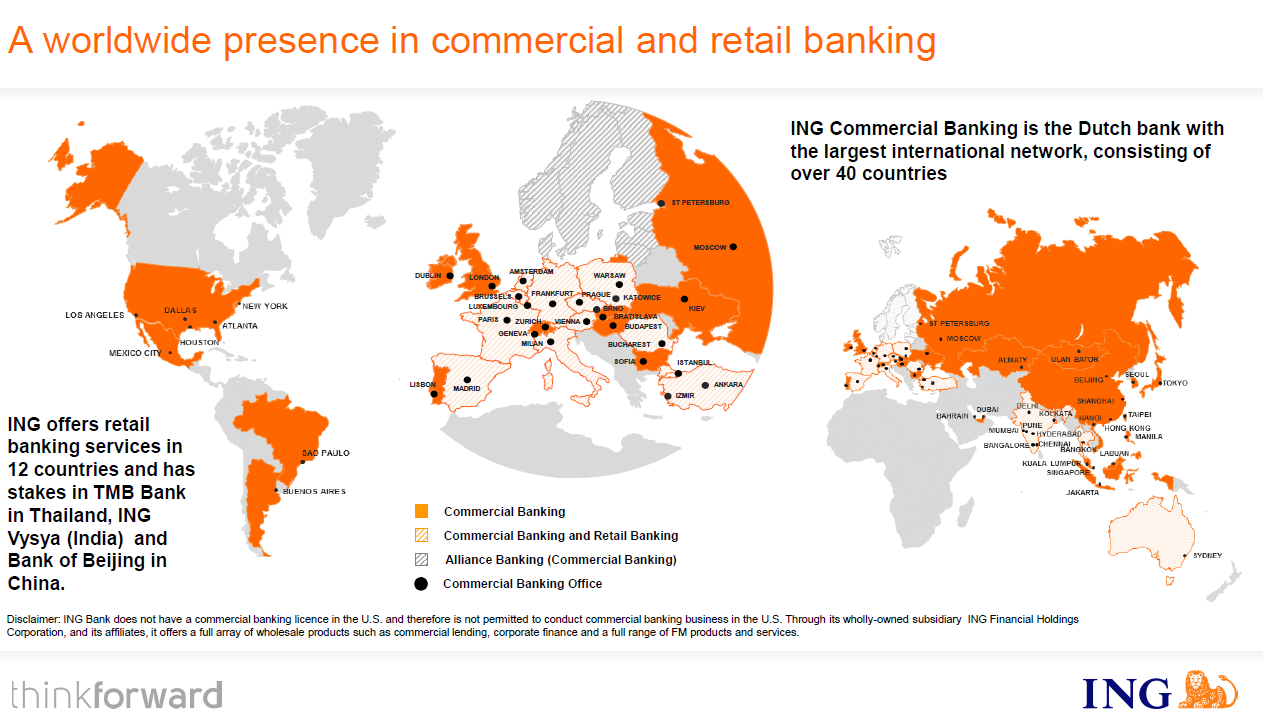 A worldwide presence in commercial and retail banking
ING Commercial Banking is the Dutch bank with
the largest international network, consisting of
over 40 countries
LOS ANGELES
DALLAS
NEW YORK
ATLANTA
HOUSTON
MEXICO CITY
SAO PAULO
BUENOS AIRES
ING offers retail
banking services in
12 countries and has
stakes in TMB Bank
in Thailand, ING
Vysya (India) and
Bank of Beijing in
China.
ST PETERSBURG
MOSCOW
DUBLIN
LONDON
AMSTERDAM
WARSAW
BRUSSELS
FRANKFURT
PRAGUE
KATOWICE
LUXEMBOURG
BRNO
KIEV
PARIS
ZURICH
VIENNA
BRATISLAVA
GENEVA
BUDAPEST
MILAN
BUCHAREST
SOFIA
ISTANBUL
LISBON
MADRID
ANKARA
IZMIR
Commercial Banking
Commercial Banking and Retail Banking
Alliance Banking (Commercial Banking)
Commercial Banking Office
ST PETERSBURG
MOSCOW
ALMATY
ULAN BATOR
BEIJING
SEOUL
TOKYO
SHANGHAI
DELHI
DUBAI
BAHRAIN
KOLKATA
HANOI
TAIPEI
PUNE
HONG KONG
MUMBAI
HYDERABAD
MANILA
BANGALORE
CHENNAI
BANGKOK
LABUAN
KUALA LUMPUR
SINGAPORE
JAKARTA
SYDNEY
Disclaimer: ING Bank does not have a commercial banking licence in the U.S. and therefore is not permitted to conduct commercial banking business in the U.S. Through its wholly-owned subsidiary ING Financial Holdings
Corporation, and its affiliates, it offers a full array of wholesale products such as commercial lending, corporate finance and a full range of FM products and services.
thinkforward
ING